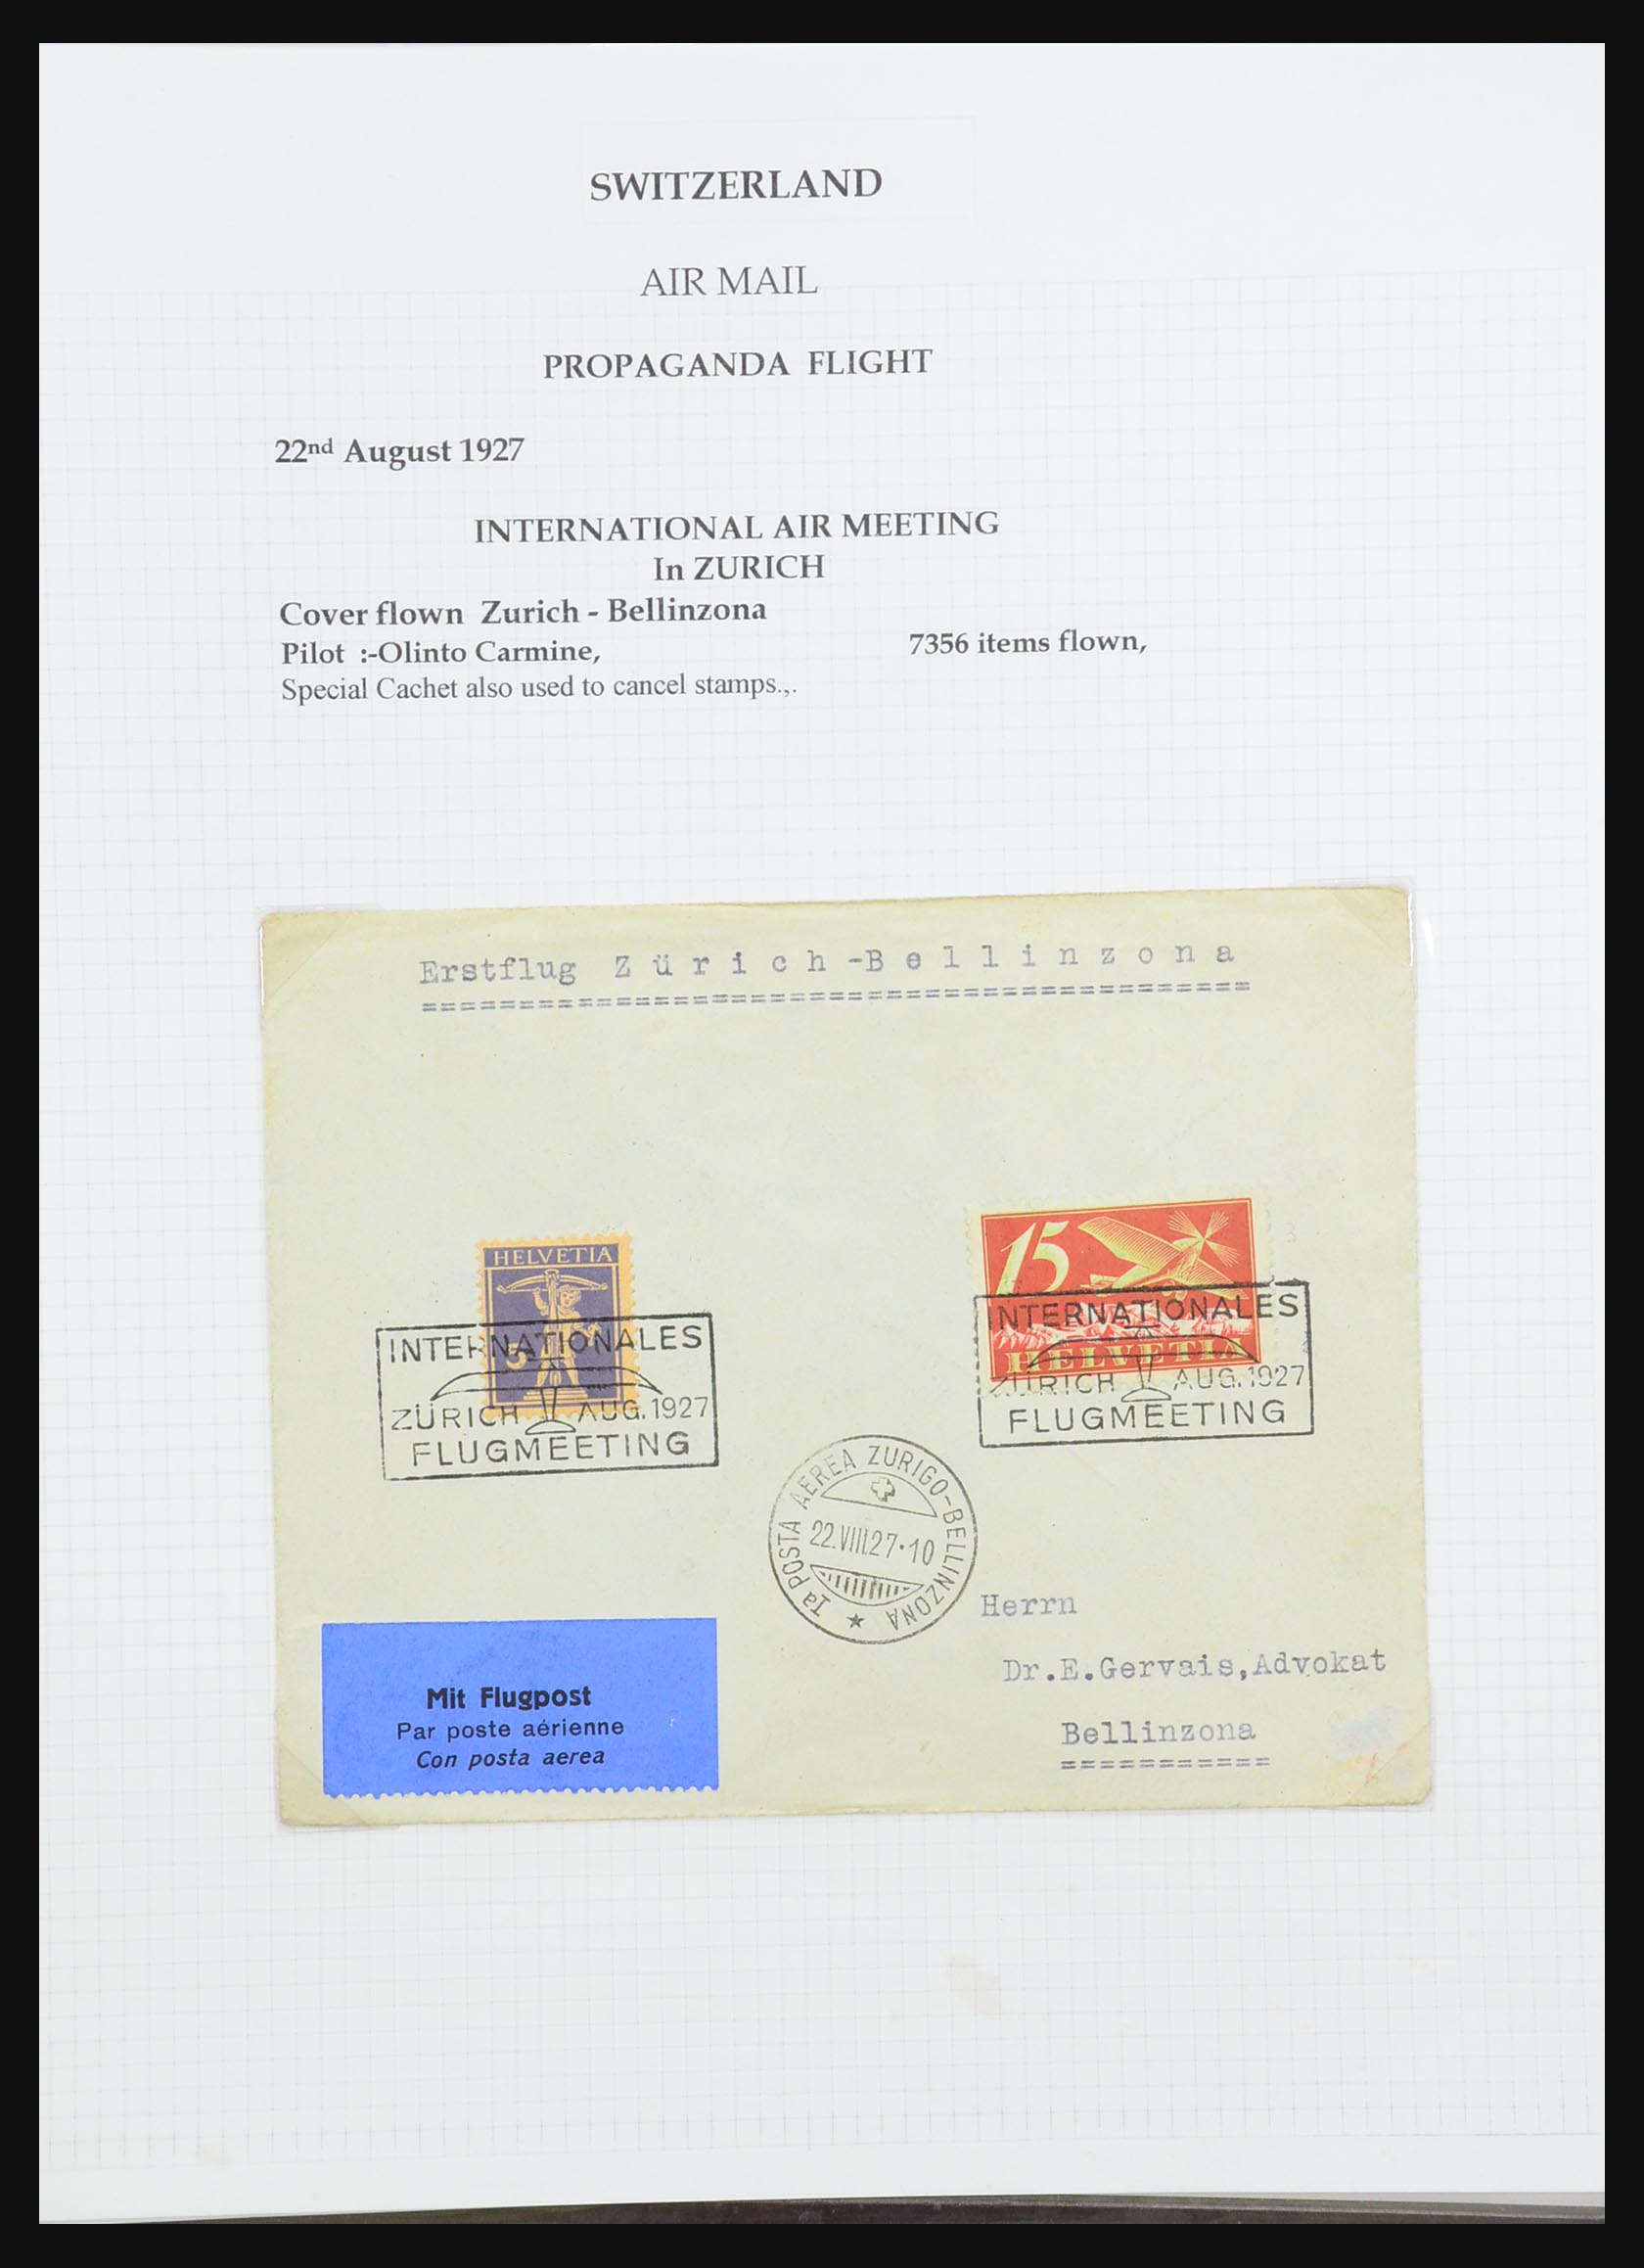 SWITZERLAND
AIR MAIL
PROPAGANDA FLIGHT
22nd August 1927
INTERNATIONAL AIR MEETING
In ZURICH
Cover flown Zurich - Bellinzona
Pilot :-Olinto Carmine,
7356 items flown,
Special Cachet also used to cancel stamps.,.
Erstflug Zürich-Bellinzona
===========================================
15
HELVETIA
INTERNATIONALES
ZÜRICH AUG. 1927
FLUGMEETING
HELVETIA
5
INTERNATIONALES
ZÜRICH AUG. 1927
FLUGMEETING
Ia POSTA AEREA ZURIGO-BELLINZONA
22.VIII.27·10
Herrn
Dr.E.Gervais,Advokat
Bellinzona
===========
Mit Flugpost
Par poste aérienne
Con posta aerea